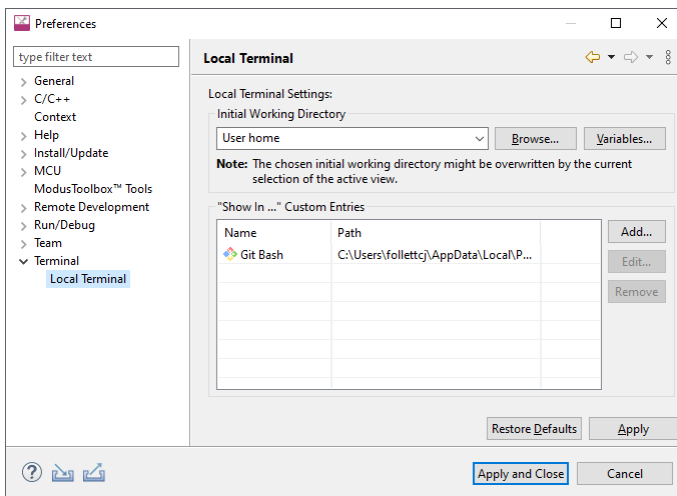 Preferences
type filter text
General
C/C++
Context
Help
Install/Update
MCU
ModusToolbox™ Tools
Remote Development
Run/Debug
Team
Terminal
Local Terminal
Local Terminal
Local Terminal Settings:
Initial Working Directory
User home
Browse...
Variables...
Note: The chosen initial working directory might be overwritten by the current
selection of the active view.
"Show In ..." Custom Entries
Name Path
Git Bash C:\Users\follettcj\AppData\Local\P...
Add...
Edit...
Remove
Restore Defaults
Apply
Apply and Close
Cancel